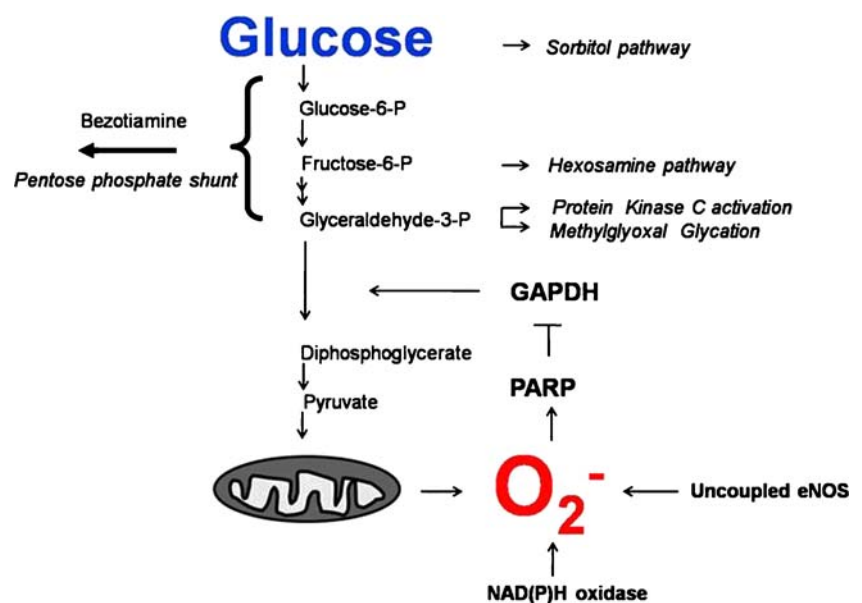 Glucose
Sorbitol pathway
Glucose-6-P
Bezotiamine
Pentose phosphate shunt
Fructose-6-P
Hexosamine pathway
Glyceraldehyde-3-P
Protein Kinase C activation
Methylglyoxal Glycation
GAPDH
Diphosphoglycerate
PARP
Pyruvate
O2-
Uncoupled eNOS
NAD(P)H oxidase